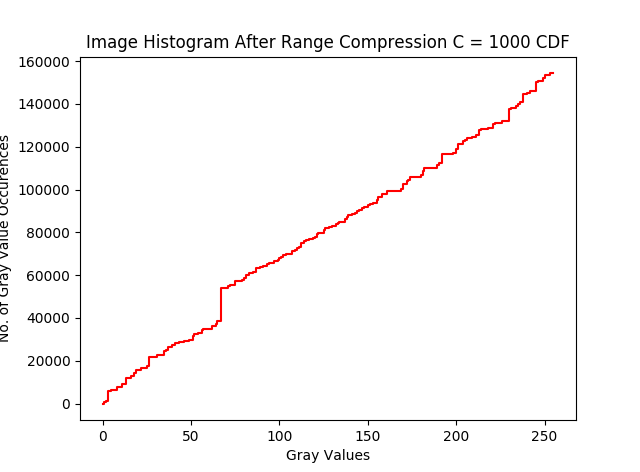 Image Histogram After Range Compression C = 1000 CDF
160000
140000
120000
100000
80000
60000
40000
20000
0
No. of Gray Value Occurences
0 50 100 150 200 250
Gray Values